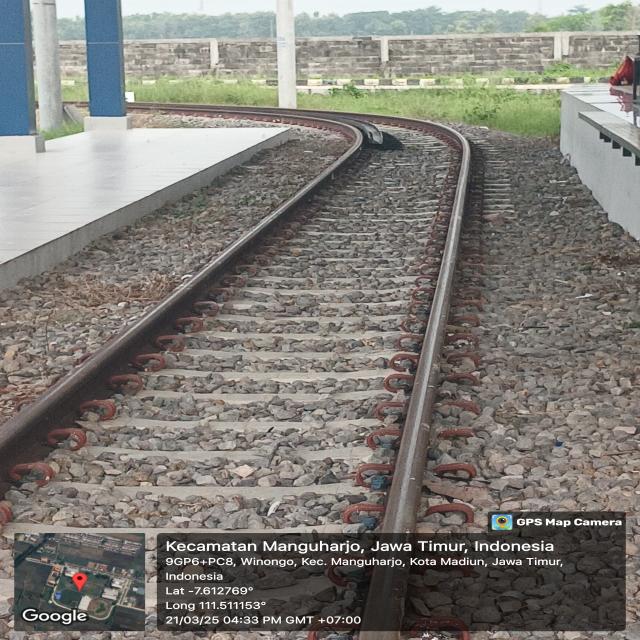 GPS Map Camera
Kecamatan Manguharjo, Jawa Timur, Indonesia
9GP6+PC8, Winongo, Kec. Manguharjo, Kota Madiun, Jawa Timur,
Indonesia
Lat -7.612769°
Long 111.511153°
21/03/25 04:33 PM GMT +07:00
Google